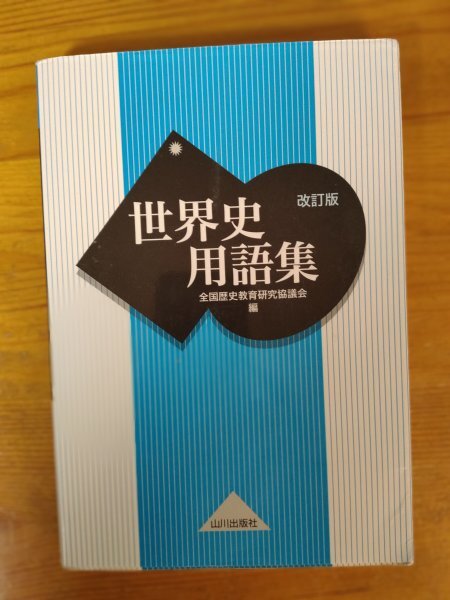 改訂版
世界史
用語集
全国歴史教育研究協議会
編
山川出版社